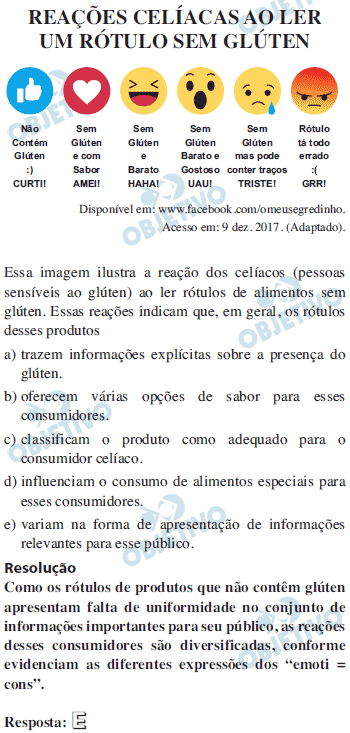 REAÇÕES CELÍACAS AO LER
UM RÓTULO SEM GLÚTEN
Não Contém Glúten :) CURTI!
Sem Glúten e com Sabor AMEI!
Sem Glúten e Barato HAHA!
Sem Glúten Barato e Gostoso UAU!
Sem Glúten mas pode conter traços TRISTE!
Rótulo tá todo errado :( GRR!
Disponível em: www.facebook.com/omeusegredinho.
Acesso em: 9 dez. 2017. (Adaptado).
Essa imagem ilustra a reação dos celíacos (pessoas
sensíveis ao glúten) ao ler rótulos de alimentos sem
glúten. Essas reações indicam que, em geral, os rótulos
desses produtos
a) trazem informações explícitas sobre a presença do
glúten.
b) oferecem várias opções de sabor para esses
consumidores.
c) classificam o produto como adequado para o
consumidor celíaco.
d) influenciam o consumo de alimentos especiais para
esses consumidores.
e) variam na forma de apresentação de informações
relevantes para esse público.
Resolução
Como os rótulos de produtos que não contêm glúten
apresentam falta de uniformidade no conjunto de
informações importantes para seu público, as reações
desses consumidores são diversificadas, conforme
evidenciam as diferentes expressões dos “emoti =
cons”.
Resposta: E
OBJETIVO
OBJETIVO
OBJETIVO
OBJETIVO
OBJETIVO
OBJETIVO
OBJETIVO
OBJETIVO